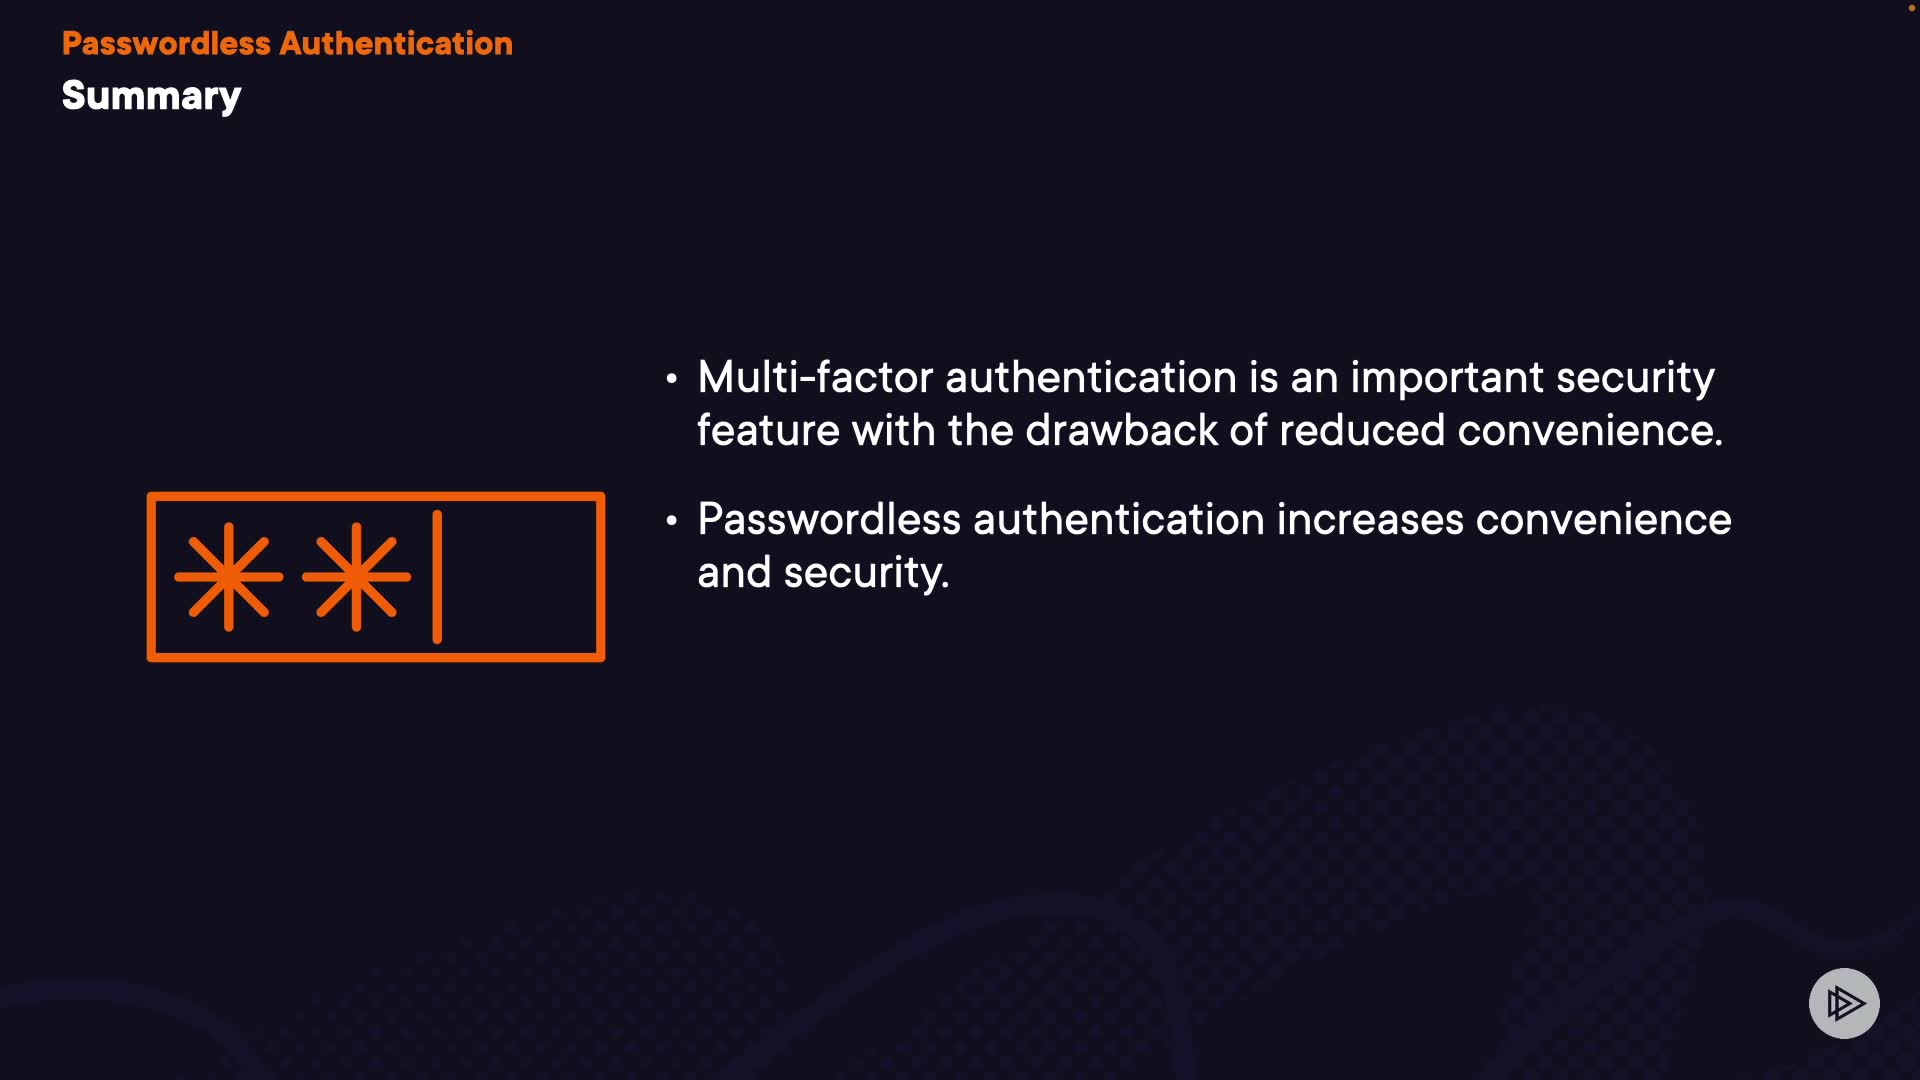 Passwordless Authentication
Summary
• Multi-factor authentication is an important security
feature with the drawback of reduced convenience.
• Passwordless authentication increases convenience
and security.